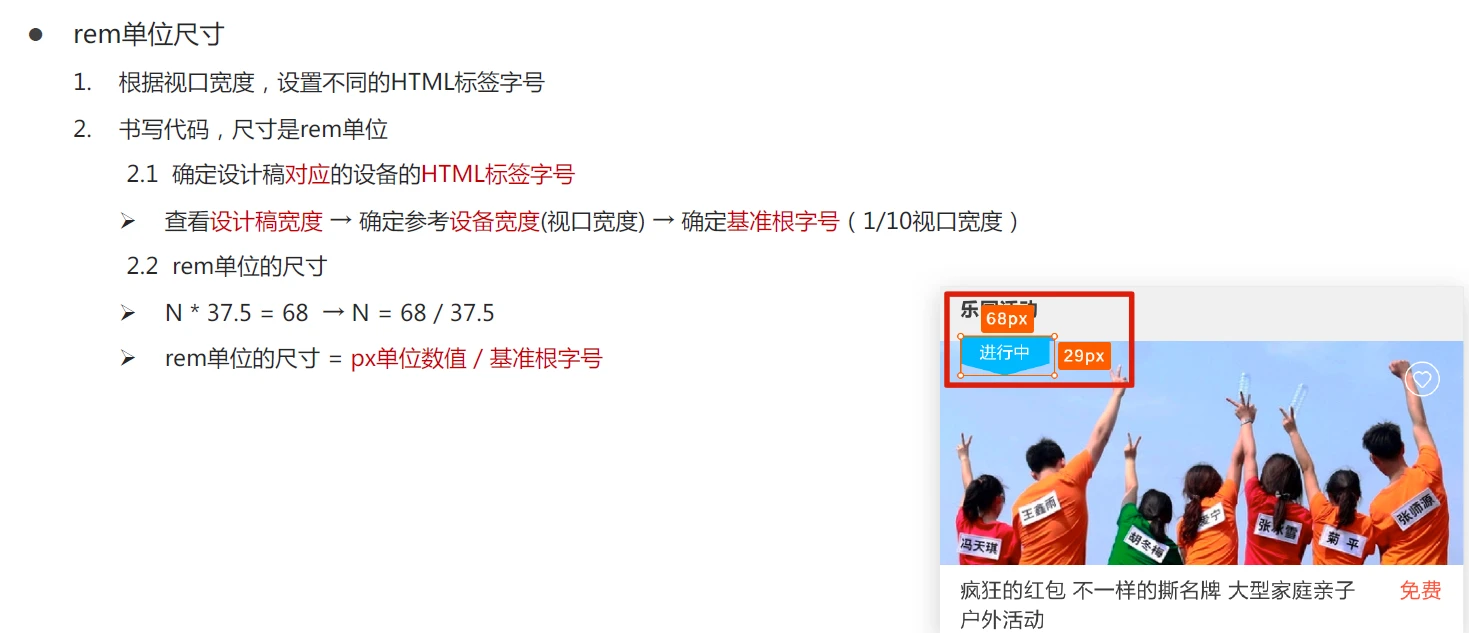 ● rem单位尺寸
1. 根据视口宽度，设置不同的HTML标签字号
2. 书写代码，尺寸是rem单位
2.1 确定设计稿对应的设备的HTML标签字号
➢ 查看设计稿宽度 → 确定参考设备宽度(视口宽度) → 确定基准根字号（1/10视口宽度）
2.2 rem单位的尺寸
➢ N * 37.5 = 68 → N = 68 / 37.5
➢ rem单位的尺寸 = px单位数值 / 基准根字号
68px
进行中
29px
王鑫雨
冯天琪
胡冬梅
张师源
菊平
疯狂的红包 不一样的撕名牌 大型家庭亲子
户外活动
免费